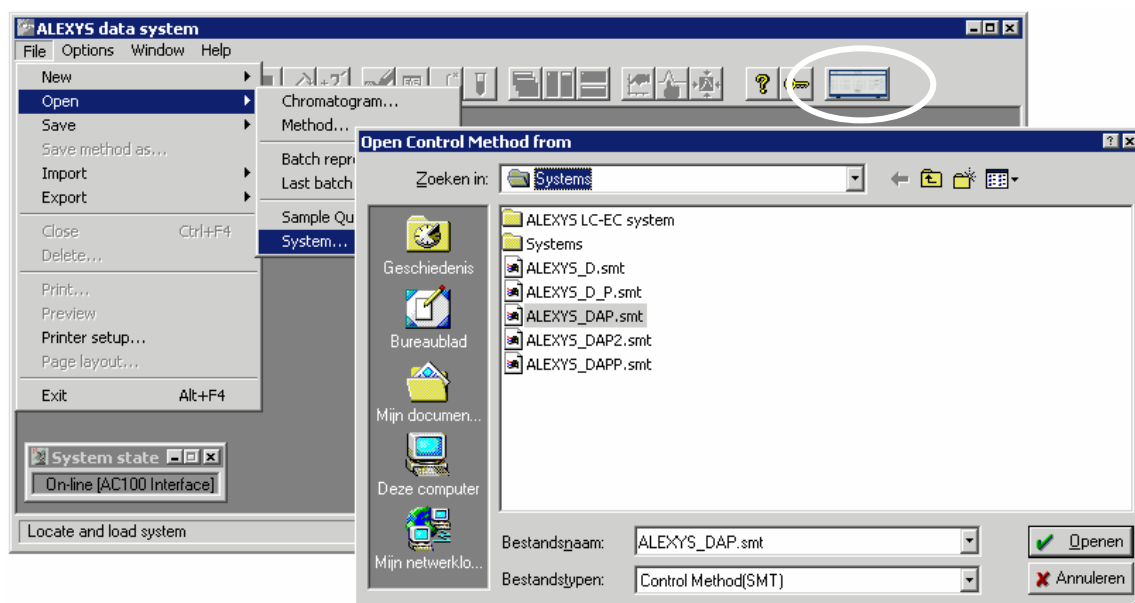 ALEXYS data system
File Options Window Help
New
Open
Save
Save method as...
Import
Export
Close Ctrl+F4
Delete...
Print...
Preview
Printer setup...
Page layout...
Exit Alt+F4
Chromatogram...
Method...
Batch repr
Last batch
Sample Qu
System...
Open Control Method from
Zoeken in: Systems
Geschiedenis
Bureaublad
Mijn documen...
Deze computer
Mijn netwerklo...
ALEXYS LC-EC system
Systems
ALEXYS_D.smt
ALEXYS_D_P.smt
ALEXYS_DAP.smt
ALEXYS_DAP2.smt
ALEXYS_DAPP.smt
Bestandsnaam: ALEXYS_DAP.smt
Openen
Bestandstypen: Control Method(SMT)
Annuleren
System state
On-line [AC100 Interface]
Locate and load system